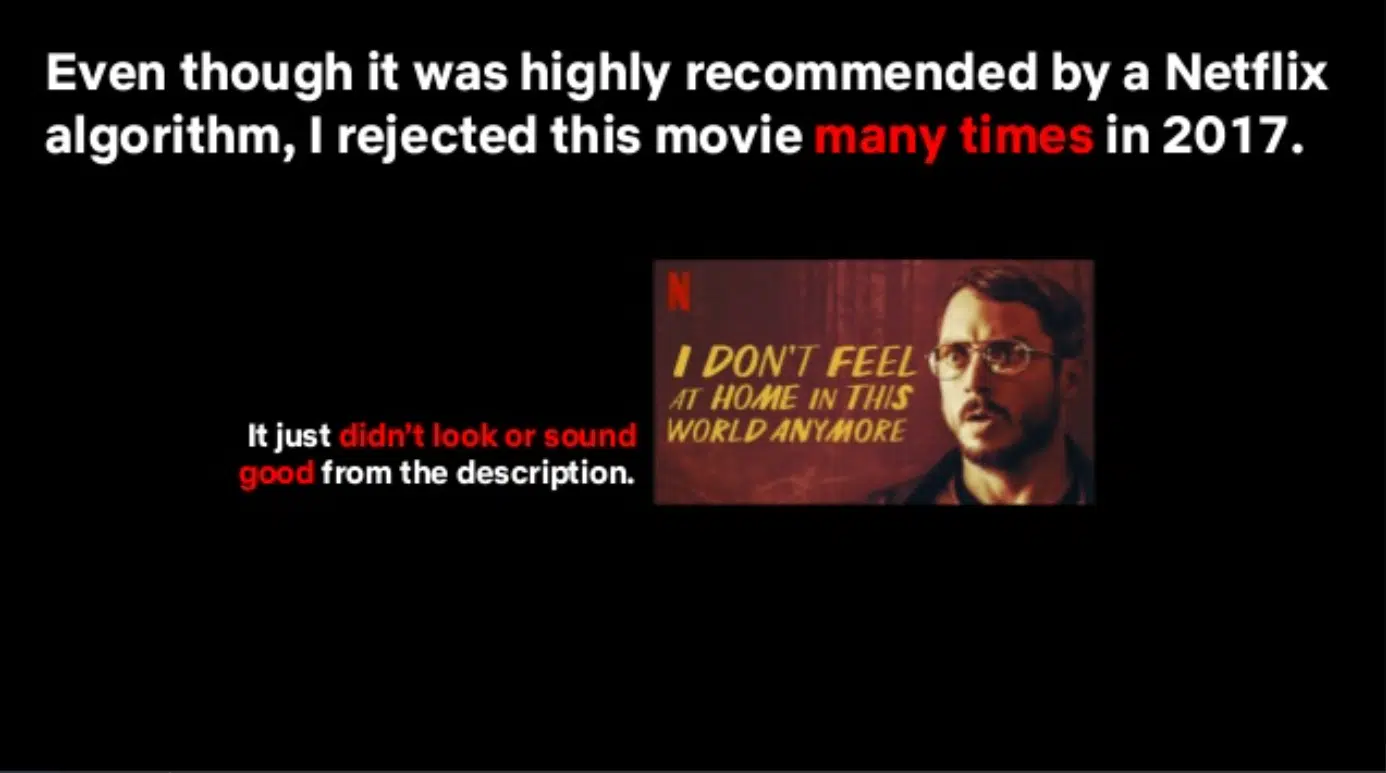 Even though it was highly recommended by a Netflix
algorithm, I rejected this movie many times in 2017.
N
I DON'T FEEL
AT HOME IN THIS
WORLD ANYMORE
It just didn’t look or sound
good from the description.